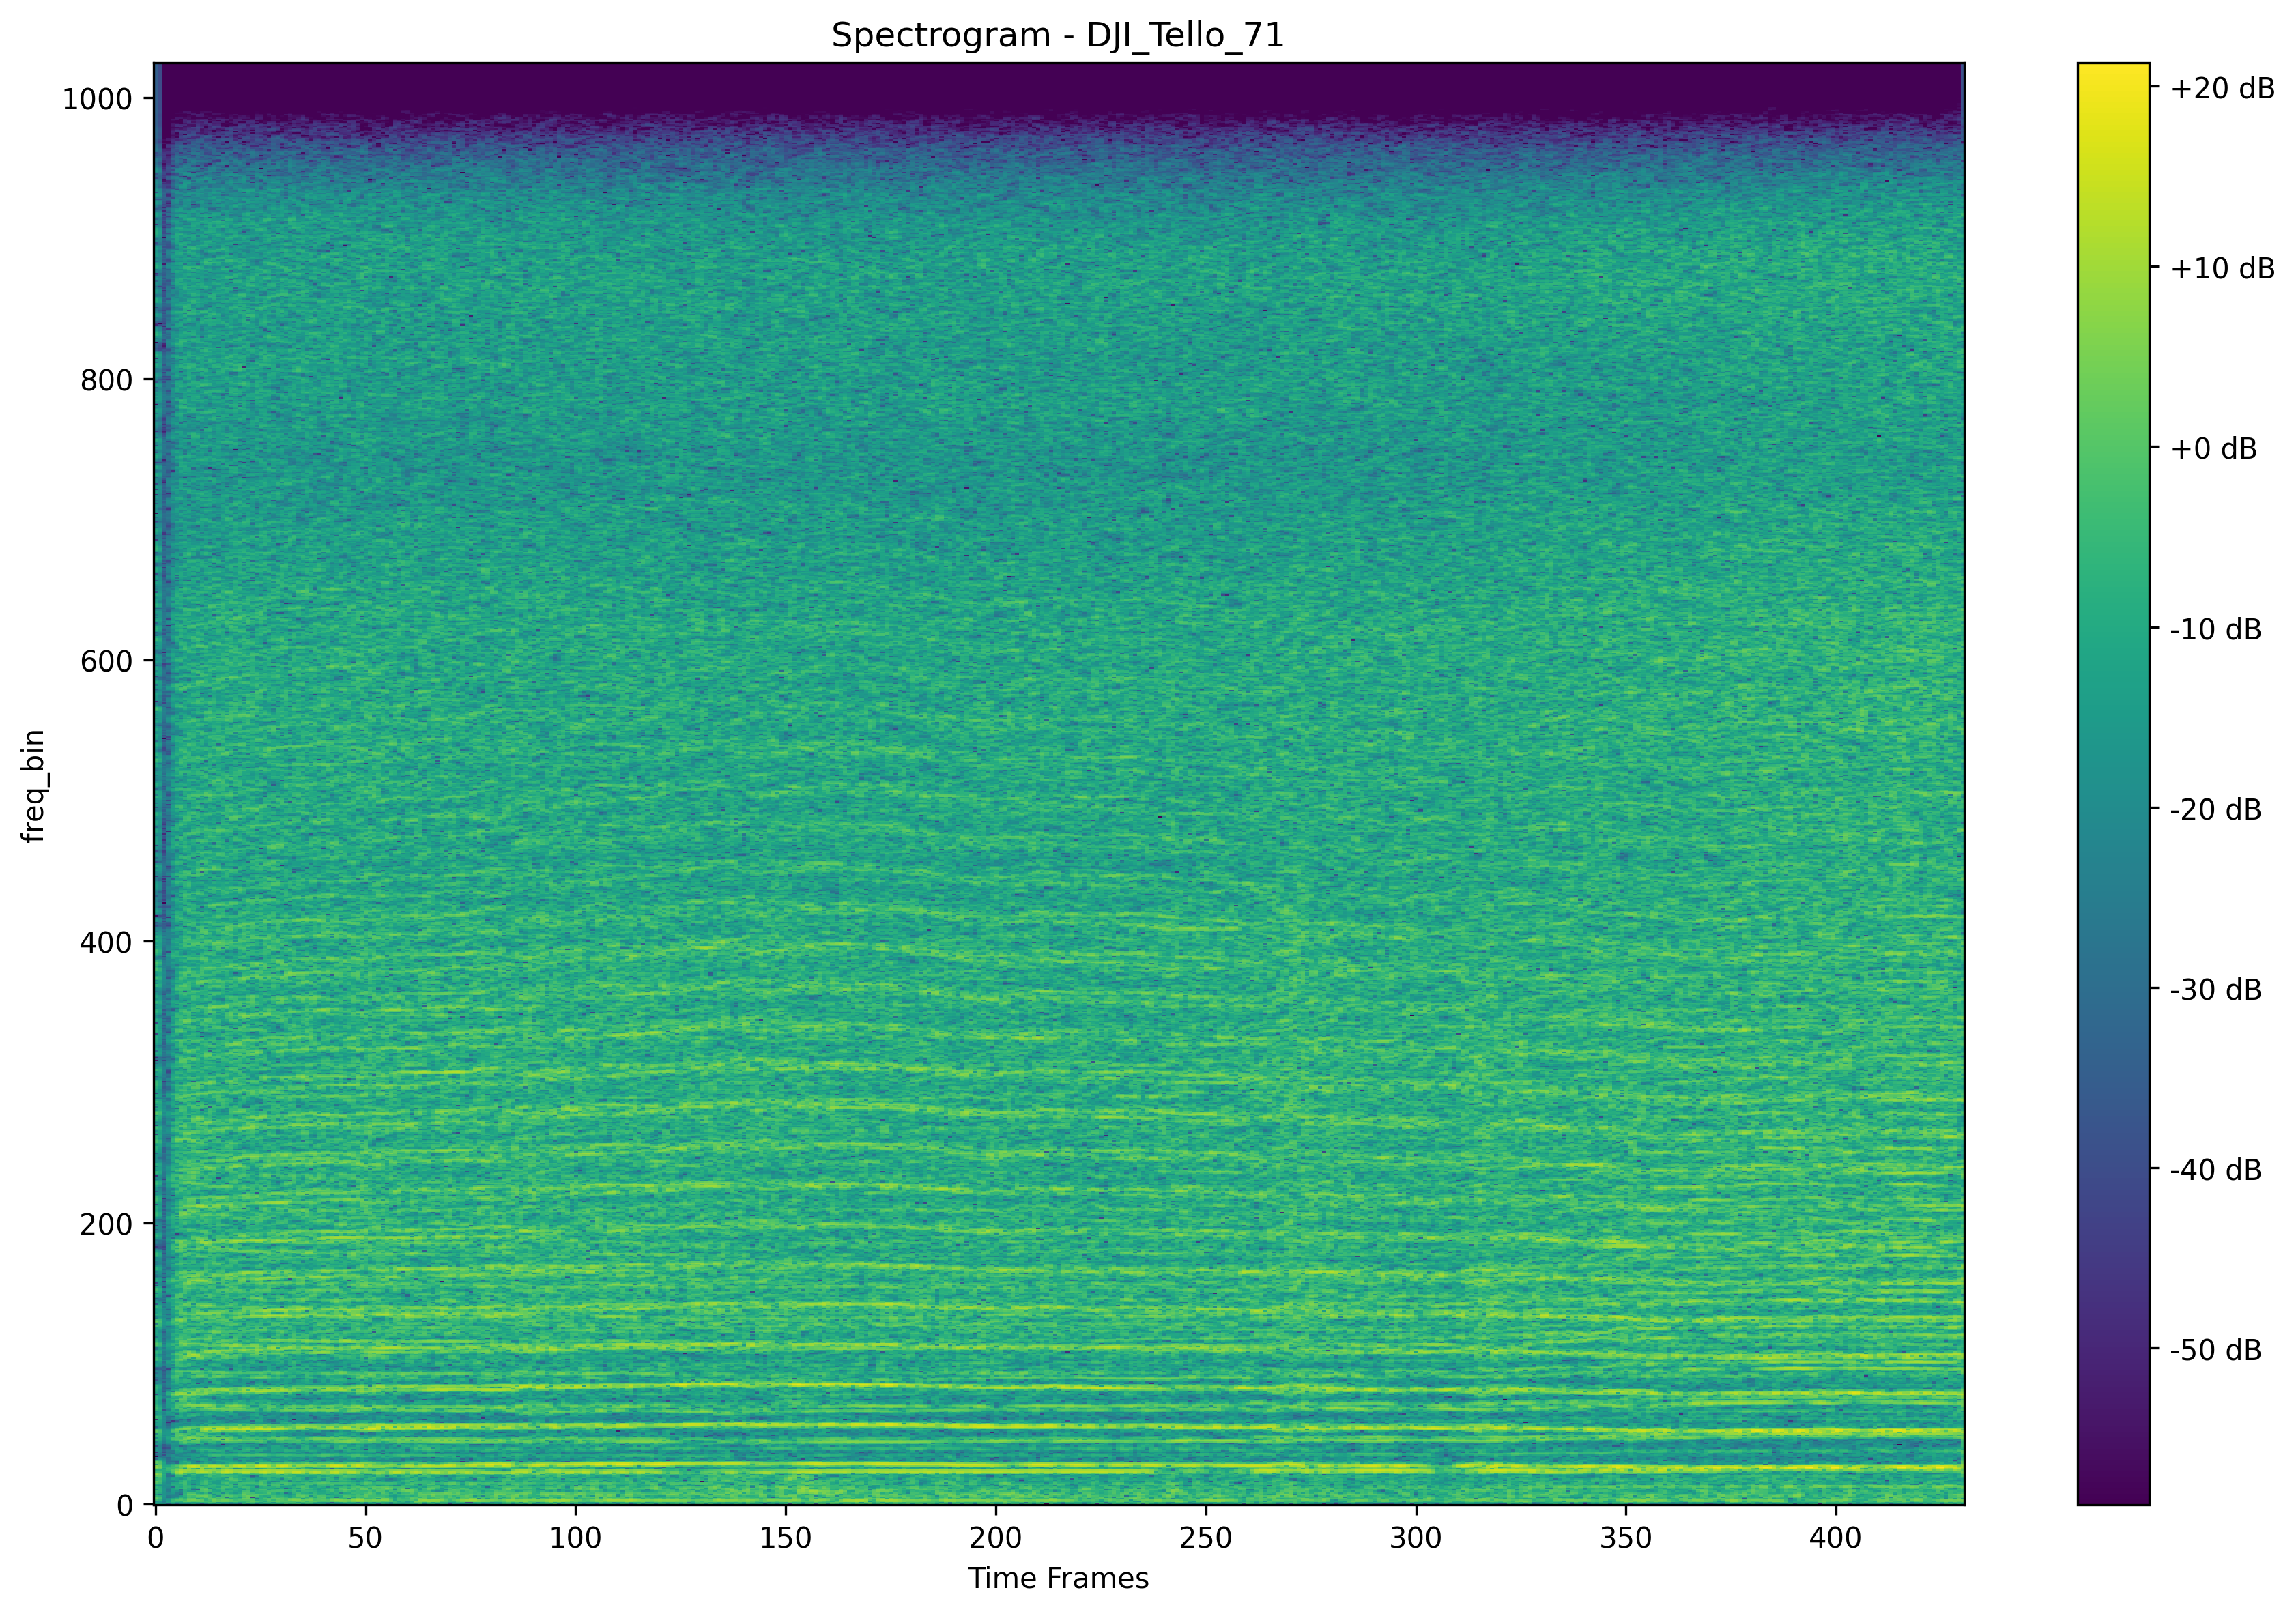 Spectrogram - DJI_Tello_71
1000
800
600
400
200
0
freq_bin
0 50 100 150 200 250 300 350 400
Time Frames
+20 dB
+10 dB
+0 dB
-10 dB
-20 dB
-30 dB
-40 dB
-50 dB